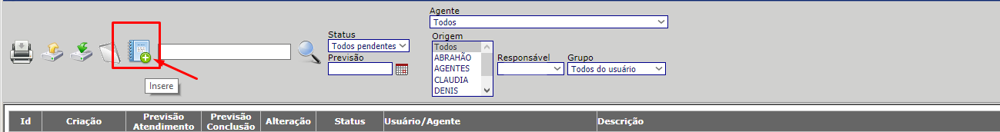 Agente
Todos
Status
Todos pendentes
Previsão
Origem
Todos
ABRAHÃO
AGENTES
CLAUDIA
DENIS
Responsável
Grupo
Todos do usuário
Insere
Id
Criação
Previsão
Atendimento
Previsão
Conclusão
Alteração
Status
Usuário/Agente
Descrição